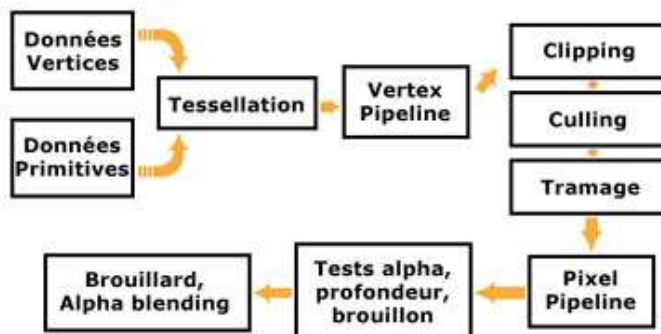 Données
Vertices
Données
Primitives
Tessellation
Vertex
Pipeline
Clipping
Culling
Tramage
Pixel
Pipeline
Tests alpha,
profondeur,
brouillon
Brouillard,
Alpha blending